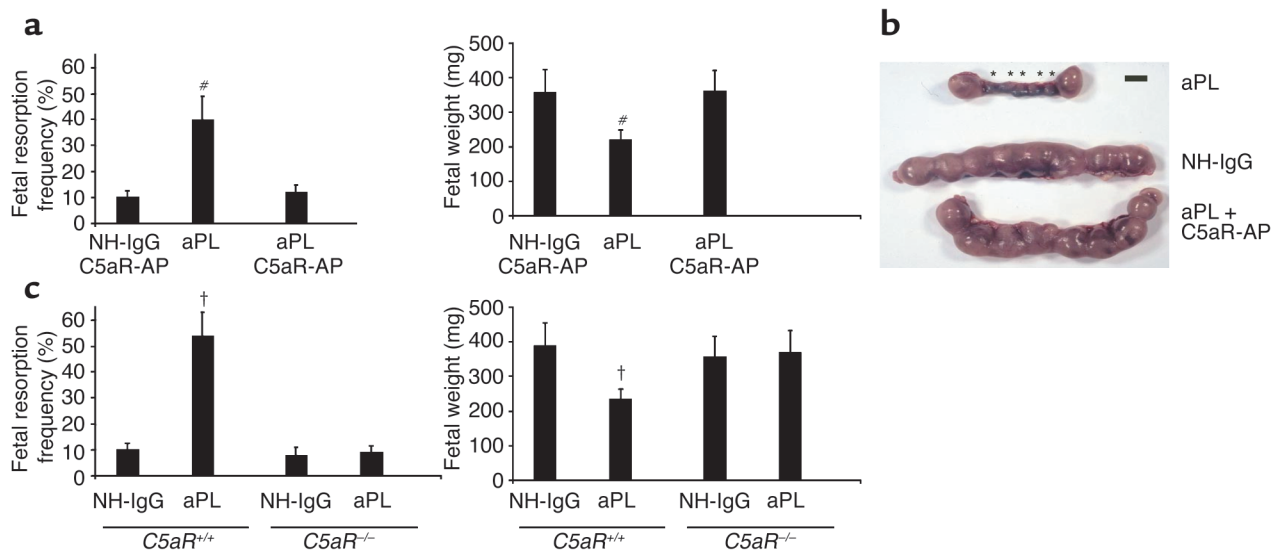 a
Fetal resorption
frequency (%)
60
50
40
30
20
10
0
#
NH-IgG aPL aPL
C5aR-AP C5aR-AP
Fetal weight (mg)
500
400
300
200
100
0
#
NH-IgG aPL aPL
C5aR-AP C5aR-AP
b
* * * * *
aPL
NH-IgG
aPL +
C5aR-AP
c
Fetal resorption
frequency (%)
60
50
40
30
20
10
0
†
NH-IgG aPL NH-IgG aPL
C5aR+/+ C5aR–/–
Fetal weight (mg)
500
400
300
200
100
0
†
NH-IgG aPL NH-IgG aPL
C5aR+/+ C5aR–/–